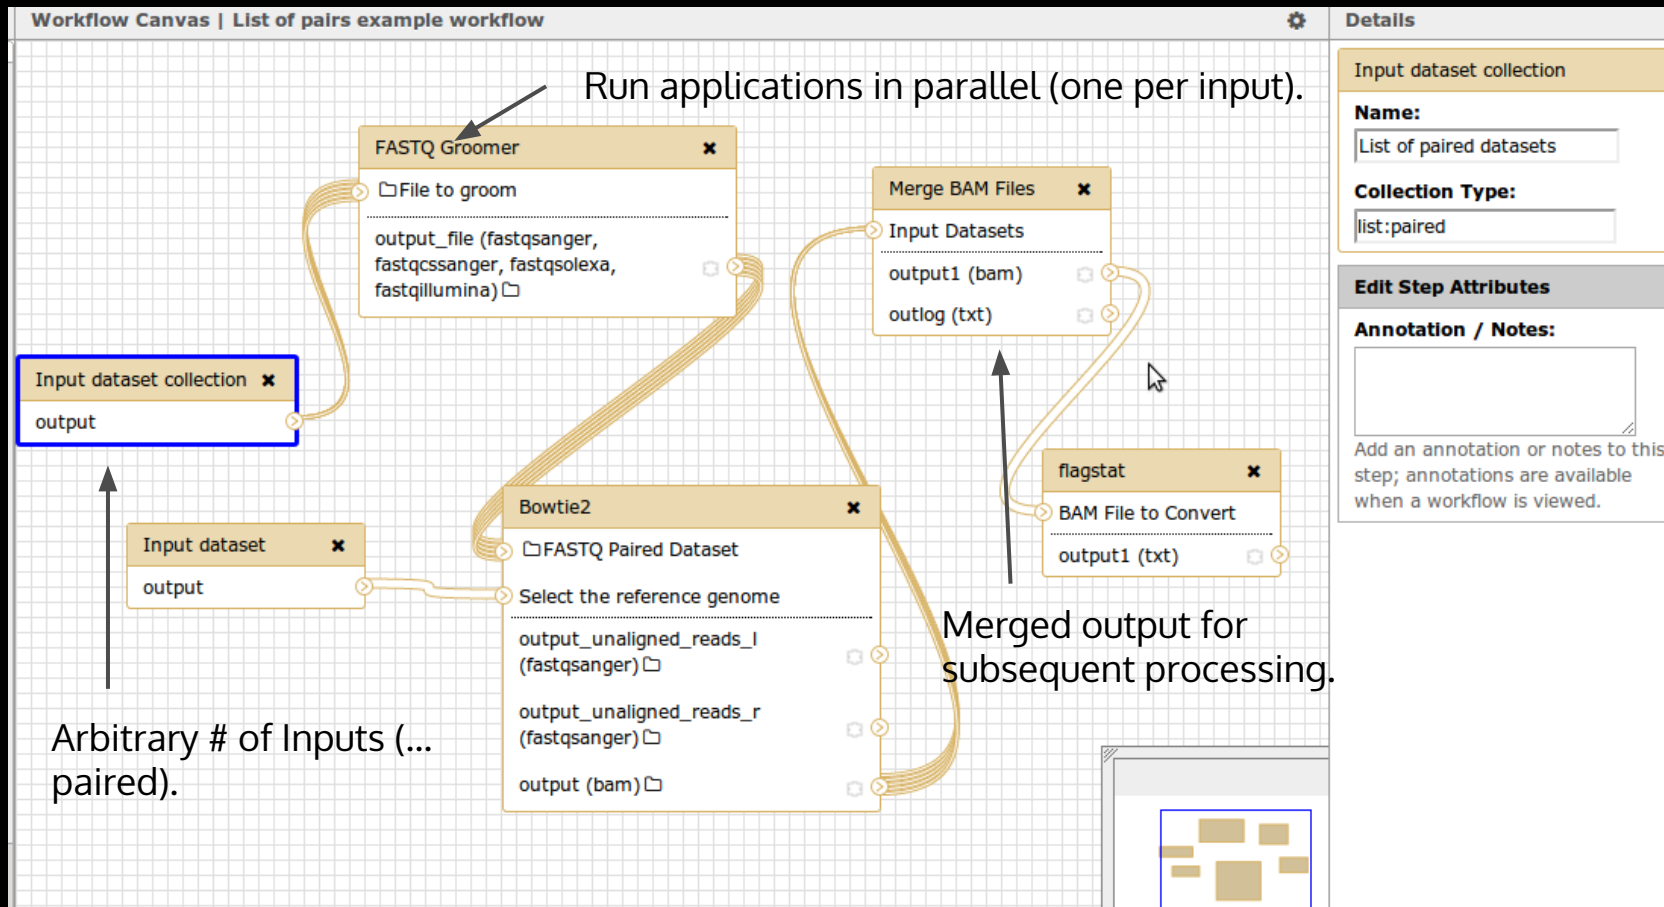 Workflow Canvas | List of pairs example workflow
Details
Run applications in parallel (one per input).
FASTQ Groomer
File to groom
output_file (fastqsanger,
fastqcssanger, fastqsolexa,
fastqillumina)
Merge BAM Files
Input Datasets
output1 (bam)
outlog (txt)
Input dataset collection
output
Input dataset
output
Bowtie2
FASTQ Paired Dataset
Select the reference genome
output_unaligned_reads_l
(fastqsanger)
output_unaligned_reads_r
(fastqsanger)
output (bam)
flagstat
BAM File to Convert
output1 (txt)
Merged output for
subsequent processing.
Arbitrary # of Inputs (...
paired).
Input dataset collection
Name:
List of paired datasets
Collection Type:
list:paired
Edit Step Attributes
Annotation / Notes:
Add an annotation or notes to this
step; annotations are available
when a workflow is viewed.